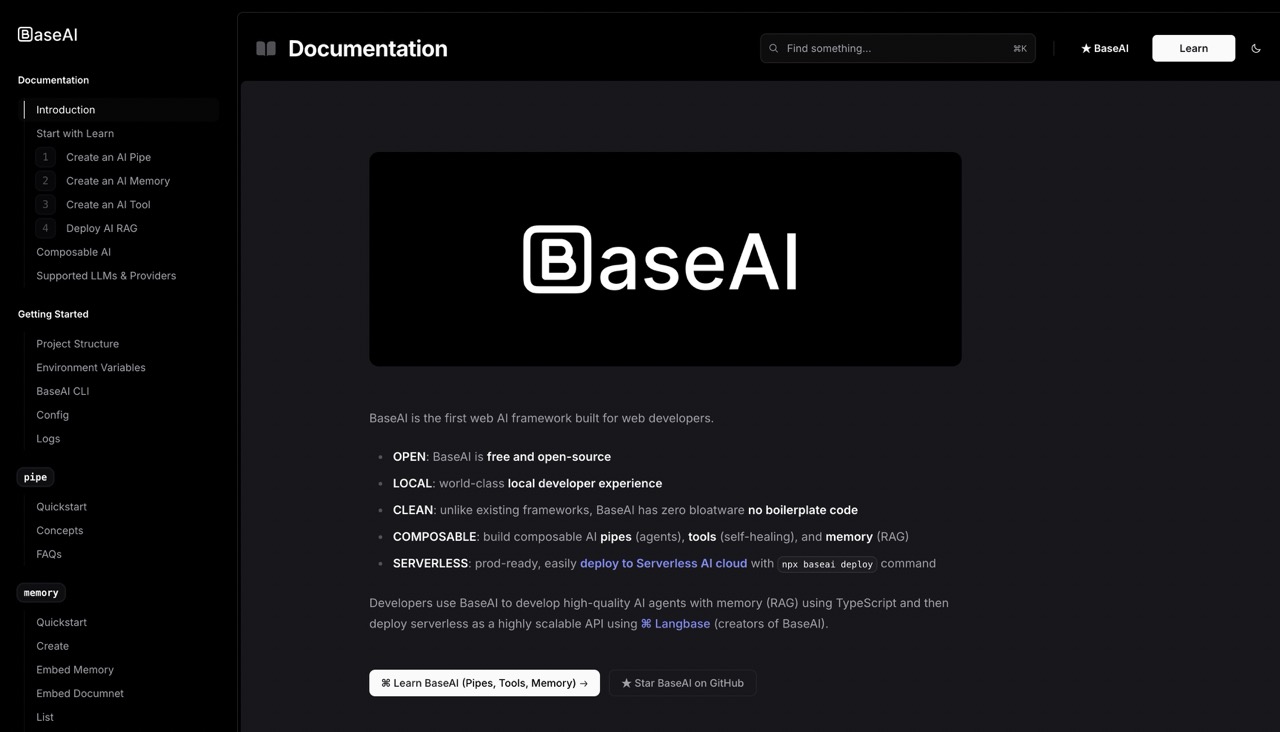 BaseAI
Documentation
Introduction
Start with Learn
1 Create an AI Pipe
2 Create an AI Memory
3 Create an AI Tool
4 Deploy AI RAG
Composable AI
Supported LLMs & Providers
Getting Started
Project Structure
Environment Variables
BaseAI CLI
Config
Logs
pipe
Quickstart
Concepts
FAQs
memory
Quickstart
Create
Embed Memory
Embed Documnet
List
Documentation
Find something... ⌘K
★ BaseAI
Learn
BaseAI
BaseAI is the first web AI framework built for web developers.
• OPEN: BaseAI is free and open-source
• LOCAL: world-class local developer experience
• CLEAN: unlike existing frameworks, BaseAI has zero bloatware no boilerplate code
• COMPOSABLE: build composable AI pipes (agents), tools (self-healing), and memory (RAG)
• SERVERLESS: prod-ready, easily deploy to Serverless AI cloud with npx baseai deploy command
Developers use BaseAI to develop high-quality AI agents with memory (RAG) using TypeScript and then
deploy serverless as a highly scalable API using ⌘ Langbase (creators of BaseAI).
⌘ Learn BaseAI (Pipes, Tools, Memory) →
★ Star BaseAI on GitHub